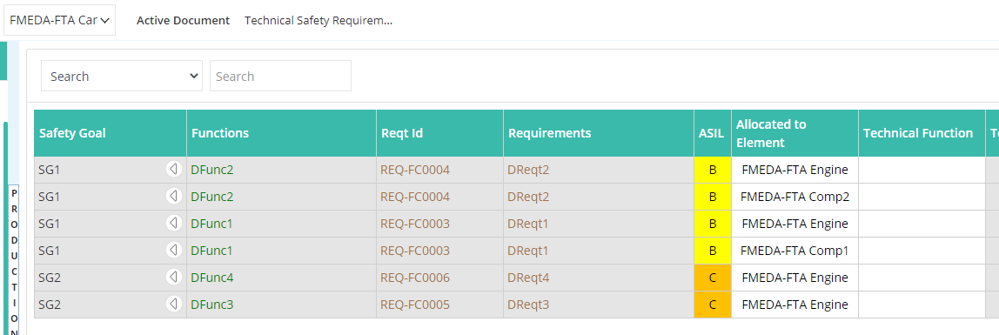 FMEDA-FTA Car Active Document Technical Safety Requirem...
Search Search
Safety Goal Functions Reqt Id Requirements ASIL Allocated to Element Technical Function
SG1 DFunc2 REQ-FC0004 DReqt2 B FMEDA-FTA Engine
SG1 DFunc2 REQ-FC0004 DReqt2 B FMEDA-FTA Comp2
SG1 DFunc1 REQ-FC0003 DReqt1 B FMEDA-FTA Engine
SG1 DFunc1 REQ-FC0003 DReqt1 B FMEDA-FTA Comp1
SG2 DFunc4 REQ-FC0006 DReqt4 C FMEDA-FTA Engine
SG2 DFunc3 REQ-FC0005 DReqt3 C FMEDA-FTA Engine
PRODUCTION